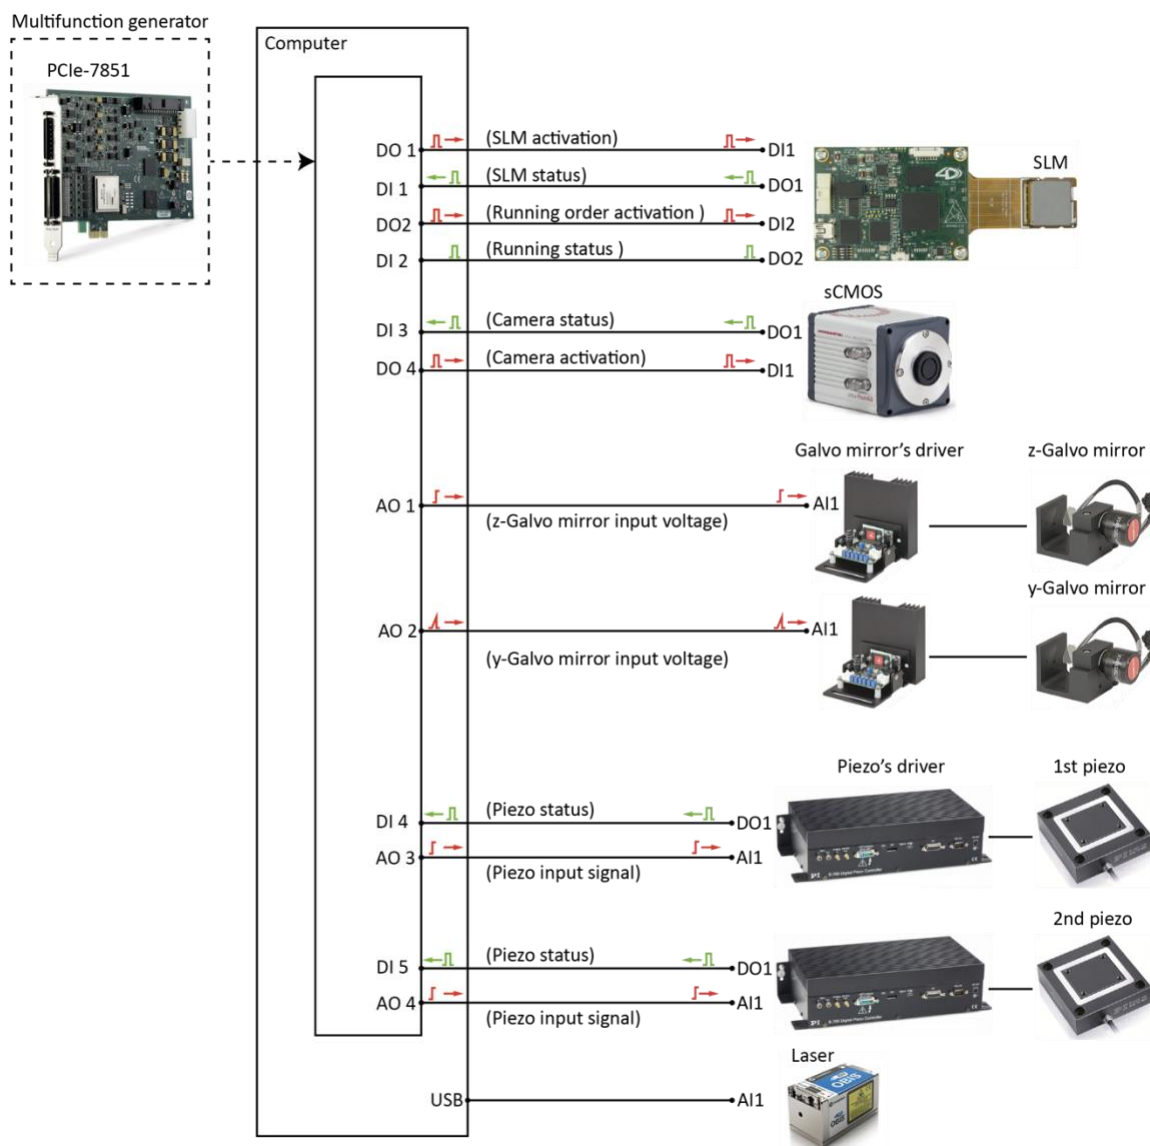 Multifunction generator
PCIe-7851
Computer
DO 1 (SLM activation) DI1
DI 1 (SLM status) DO1
DO2 (Running order activation ) DI2
DI 2 (Running status ) DO2
SLM
sCMOS
DI 3 (Camera status) DO1
DO 4 (Camera activation) DI1
Galvo mirror's driver z-Galvo mirror
AO 1 AI1
(z-Galvo mirror input voltage)
y-Galvo mirror
AO 2 AI1
(y-Galvo mirror input voltage)
Piezo's driver 1st piezo
(Piezo status)
DI 4 DO1
AO 3 AI1
(Piezo input signal)
2nd piezo
(Piezo status)
DI 5 DO1
AO 4 AI1
(Piezo input signal)
Laser
OBIS
USB AI1